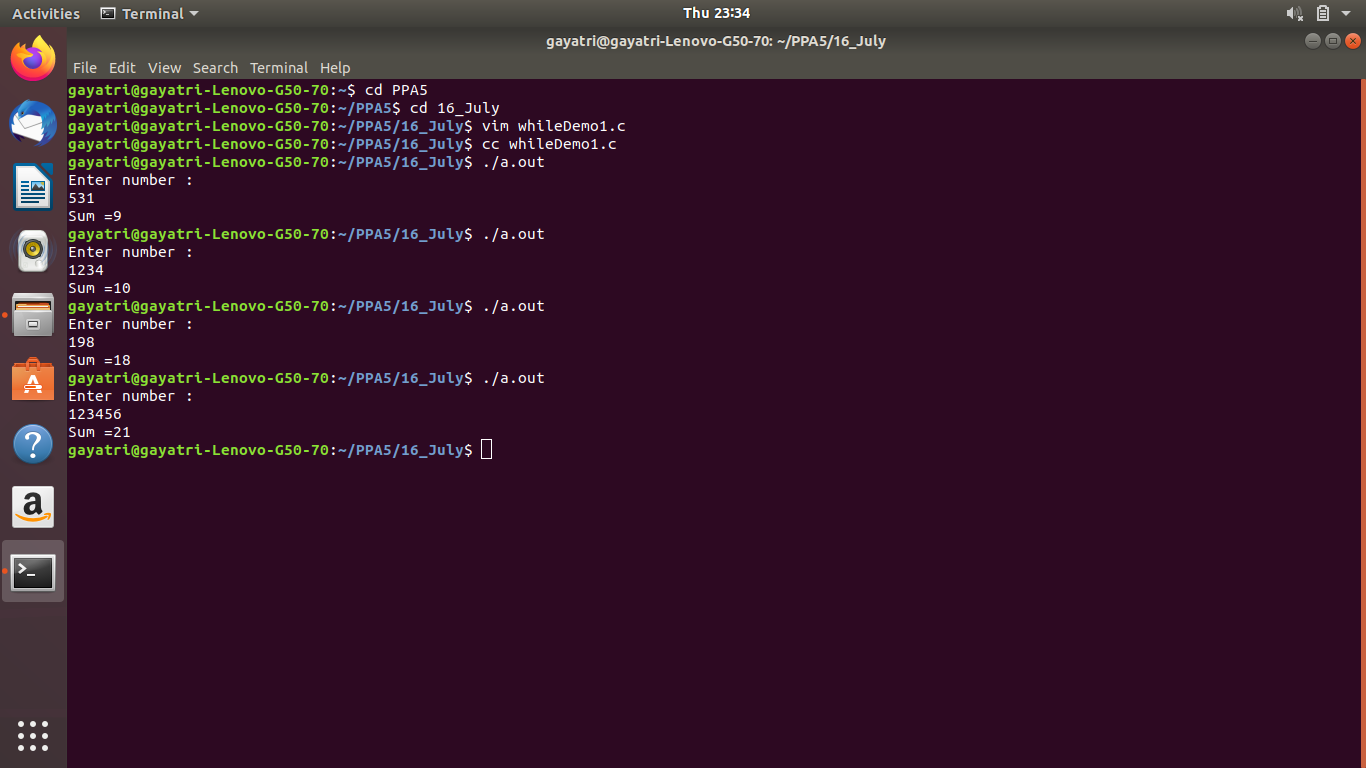 Activities Terminal Thu 23:34
gayatri@gayatri-Lenovo-G50-70: ~/PPA5/16_July
File Edit View Search Terminal Help
gayatri@gayatri-Lenovo-G50-70:~$ cd PPA5
gayatri@gayatri-Lenovo-G50-70:~/PPA5$ cd 16_July
gayatri@gayatri-Lenovo-G50-70:~/PPA5/16_July$ vim whileDemo1.c
gayatri@gayatri-Lenovo-G50-70:~/PPA5/16_July$ cc whileDemo1.c
gayatri@gayatri-Lenovo-G50-70:~/PPA5/16_July$ ./a.out
Enter number :
531
Sum =9
gayatri@gayatri-Lenovo-G50-70:~/PPA5/16_July$ ./a.out
Enter number :
1234
Sum =10
gayatri@gayatri-Lenovo-G50-70:~/PPA5/16_July$ ./a.out
Enter number :
198
Sum =18
gayatri@gayatri-Lenovo-G50-70:~/PPA5/16_July$ ./a.out
Enter number :
123456
Sum =21
gayatri@gayatri-Lenovo-G50-70:~/PPA5/16_July$